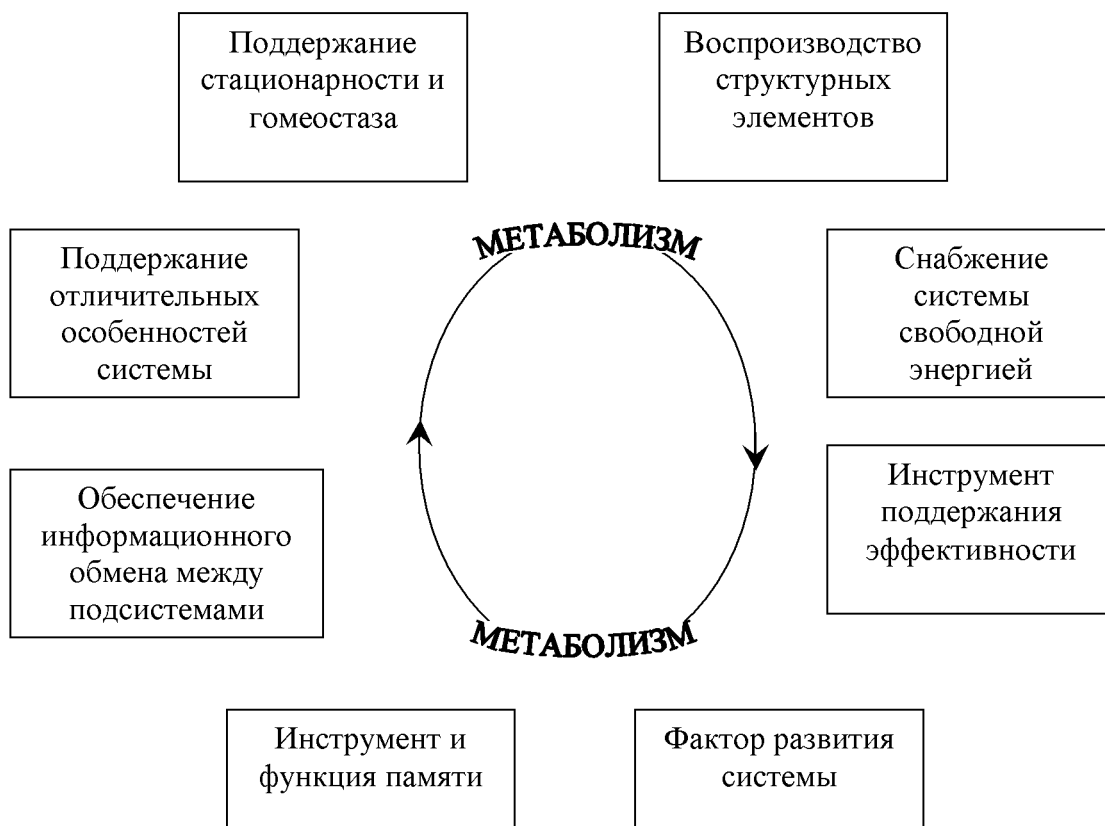 Поддержание
стационарности и
гомеостаза
Воспроизводство
структурных
элементов
МЕТАБОЛИЗМ
Поддержание
отличительных
особенностей
системы
Снабжение
системы
свободной
энергией
Обеспечение
информационного
обмена между
подсистемами
Инструмент
поддержания
эффективности
МЕТАБОЛИЗМ
Инструмент и
функция памяти
Фактор развития
системы